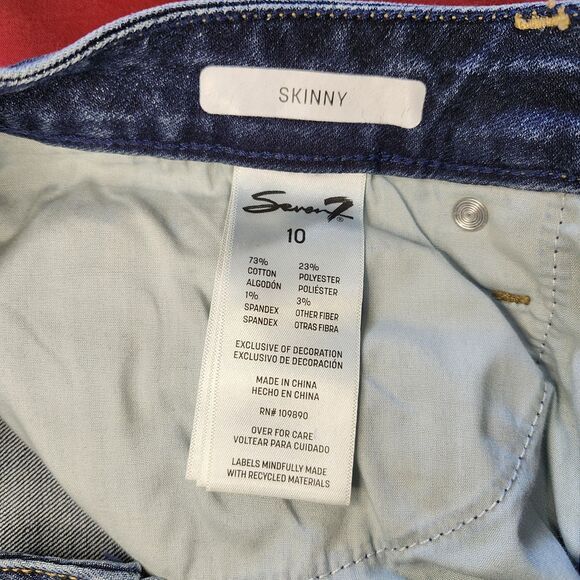 SKINNY
Seven7®
10
73% 23%
COTTON POLYESTER
ALGODÓN POLIÉSTER
1% 3%
SPANDEX OTHER FIBER
SPANDEX OTRAS FIBRA
EXCLUSIVE OF DECORATION
EXCLUSIVO DE DECORACIÓN
MADE IN CHINA
HECHO EN CHINA
RN# 109890
OVER FOR CARE
VOLTEAR PARA CUIDADO
LABELS MINDFULLY MADE
WITH RECYCLED MATERIALS